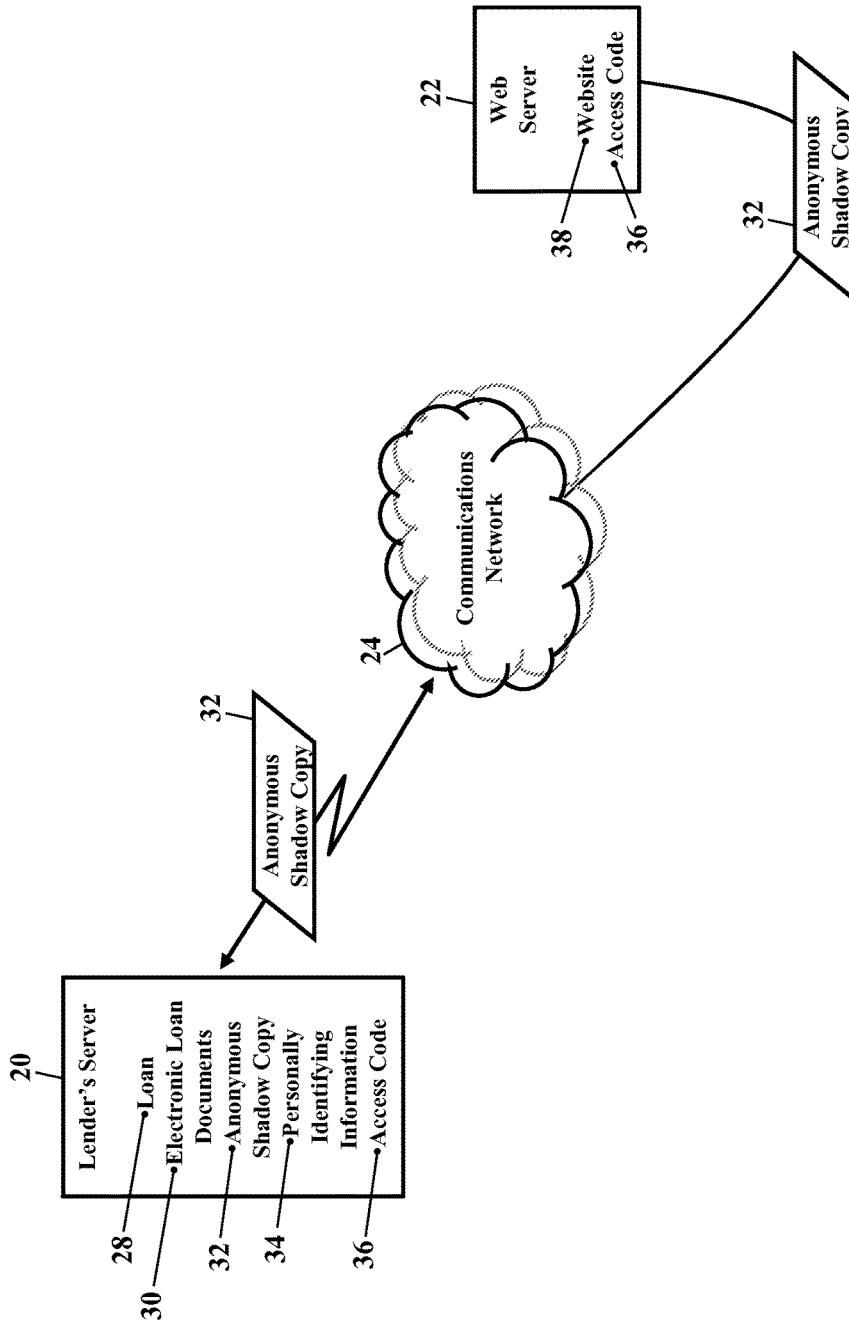 20
Lender's Server
28
•Loan
30
•Electronic Loan
Documents
32
•Anonymous
Shadow Copy
34
•Personally
Identifying
Information
36
•Access Code
32
Anonymous
Shadow Copy
24
Communications
Network
22
Web
Server
38
•Website
36
•Access Code
32
Anonymous
Shadow Copy